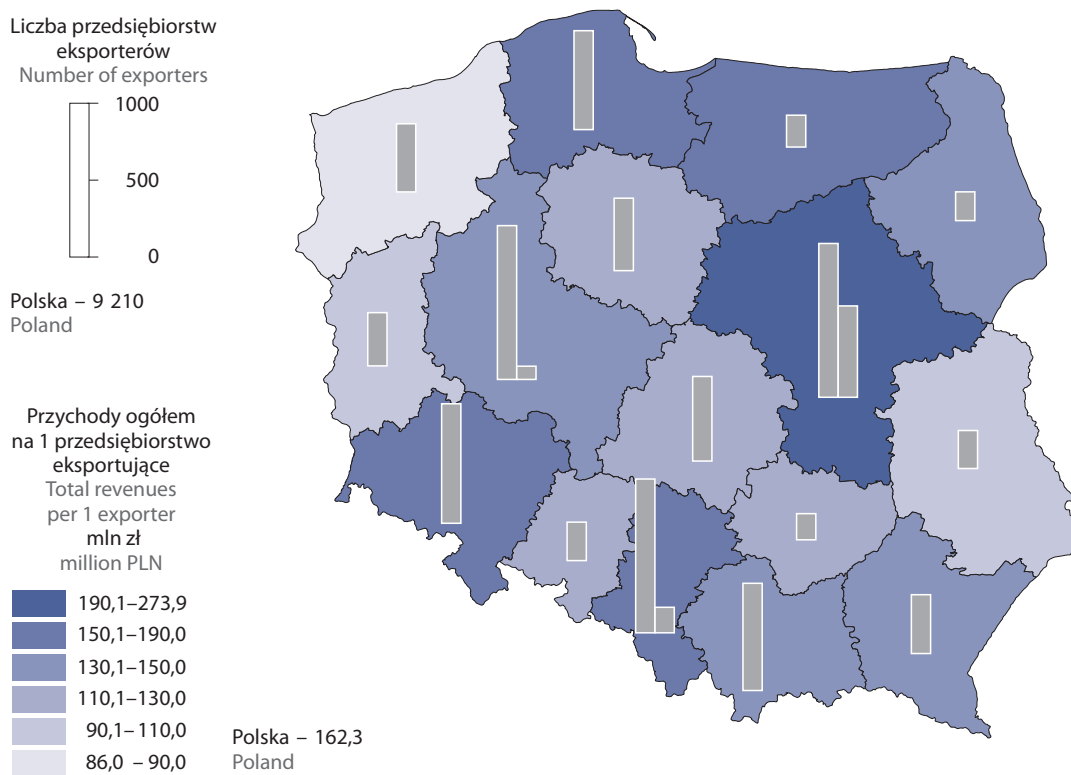 Liczba przedsiębiorstw
eksporterów
Number of exporters
1000
500
0
Polska – 9 210
Poland
Przychody ogółem
na 1 przedsiębiorstwo
eksportujące
Total revenues
per 1 exporter
mln zł
million PLN
190,1–273,9
150,1–190,0
130,1–150,0
110,1–130,0
90,1–110,0
86,0 – 90,0
Polska – 162,3
Poland